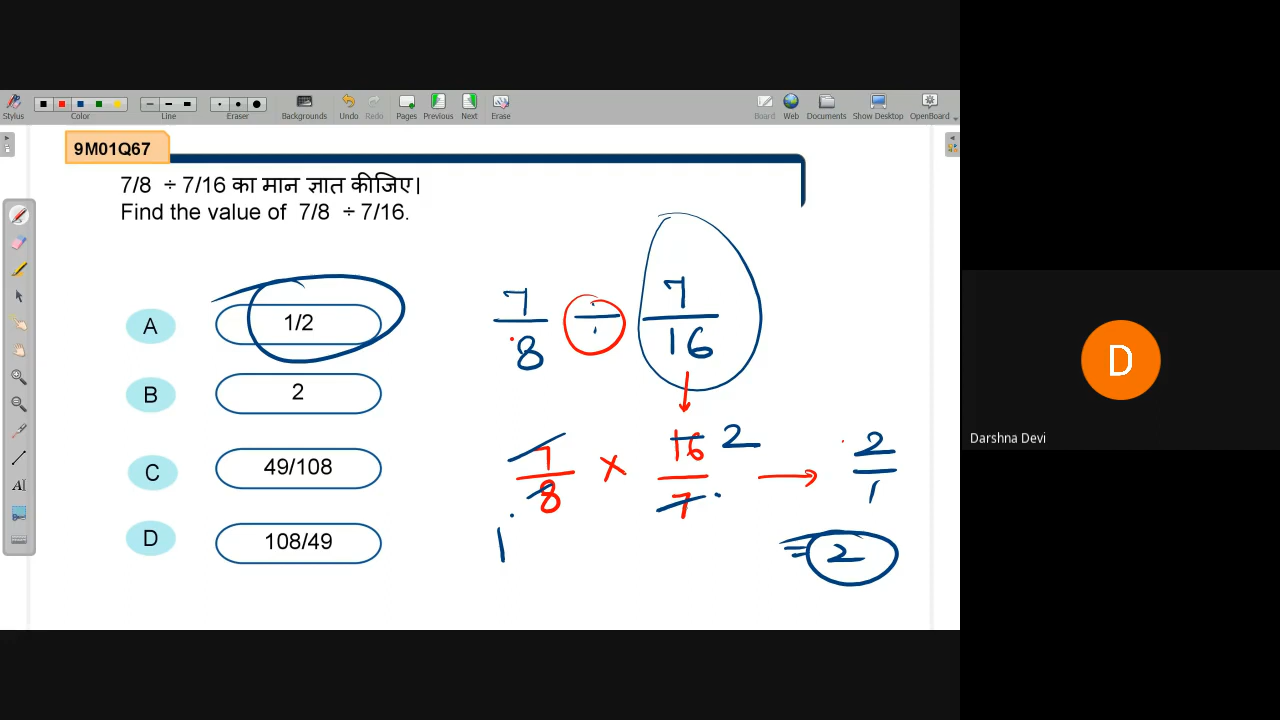 Stylus
Color
Line
Eraser
Backgrounds
Undo
Redo
Pages
Previous
Next
Erase
Board
Web
Documents
Show Desktop
OpenBoard
9M01Q67
7/8 ÷ 7/16 का मान ज्ञात कीजिए।
Find the value of 7/8 ÷ 7/16.
A 1/2
B 2
C 49/108
D 108/49
7/8 ÷ 7/16
7/8 × 16/7 2 → 2/1
1
= 2
D
Darshna Devi